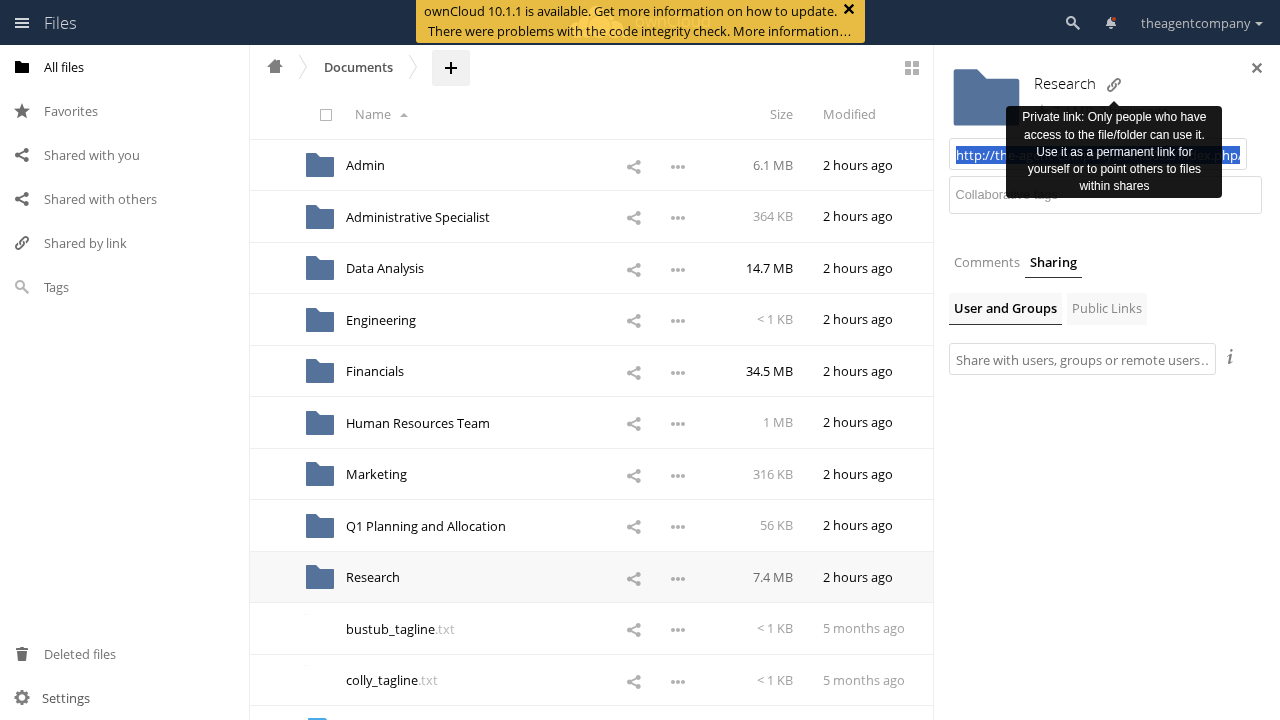 Files
ownCloud 10.1.1 is available. Get more information on how to update.
There were problems with the code integrity check. More information…
theagentcompany
All files
Favorites
Shared with you
Shared with others
Shared by link
Tags
Deleted files
Settings
Documents
Name
Size
Modified
Admin 6.1 MB 2 hours ago
Administrative Specialist 364 KB 2 hours ago
Data Analysis 14.7 MB 2 hours ago
Engineering < 1 KB 2 hours ago
Financials 34.5 MB 2 hours ago
Human Resources Team 1 MB 2 hours ago
Marketing 316 KB 2 hours ago
Q1 Planning and Allocation 56 KB 2 hours ago
Research 7.4 MB 2 hours ago
bustub_tagline.txt < 1 KB 5 months ago
colly_tagline.txt < 1 KB 5 months ago
Research
Private link: Only people who have
access to the file/folder can use it.
Use it as a permanent link for
yourself or to point others to files
within shares
Collaborative tags
Comments
Sharing
User and Groups
Public Links
Share with users, groups or remote users…